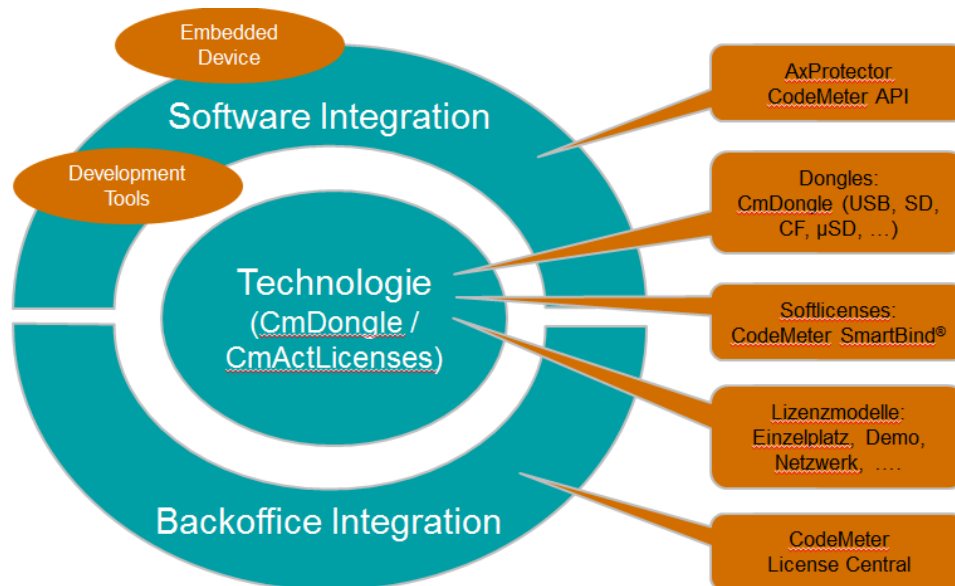 Embedded
Device
Software Integration
Development
Tools
Technologie
(CmDongle /
CmActLicenses)
Backoffice Integration
AxProtector
CodeMeter API
Dongles:
CmDongle (USB, SD,
CF, µSD, …)
Softlicenses:
CodeMeter SmartBind®
Lizenzmodelle:
Einzelplatz, Demo,
Netzwerk, ….
CodeMeter
License Central